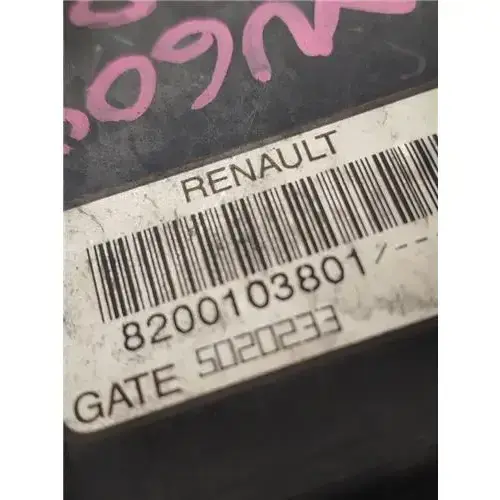 RENAULT
8200103801/---
GATE 5020233